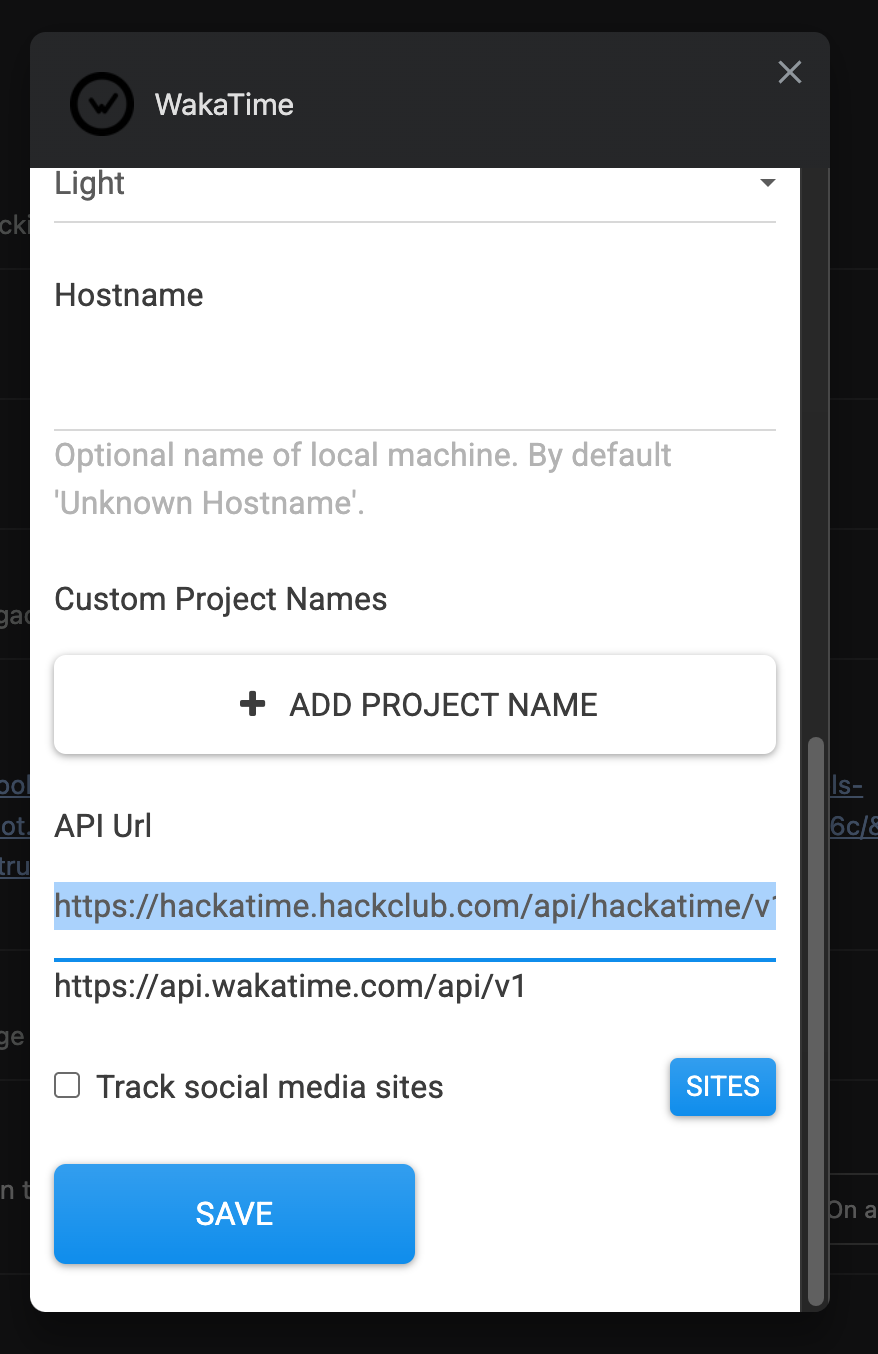 WakaTime
Light
Hostname
Optional name of local machine. By default
'Unknown Hostname'.
Custom Project Names
ADD PROJECT NAME
API Url
https://hackatime.hackclub.com/api/hackatime/v1
https://api.wakatime.com/api/v1
Track social media sites
SITES
SAVE
On a